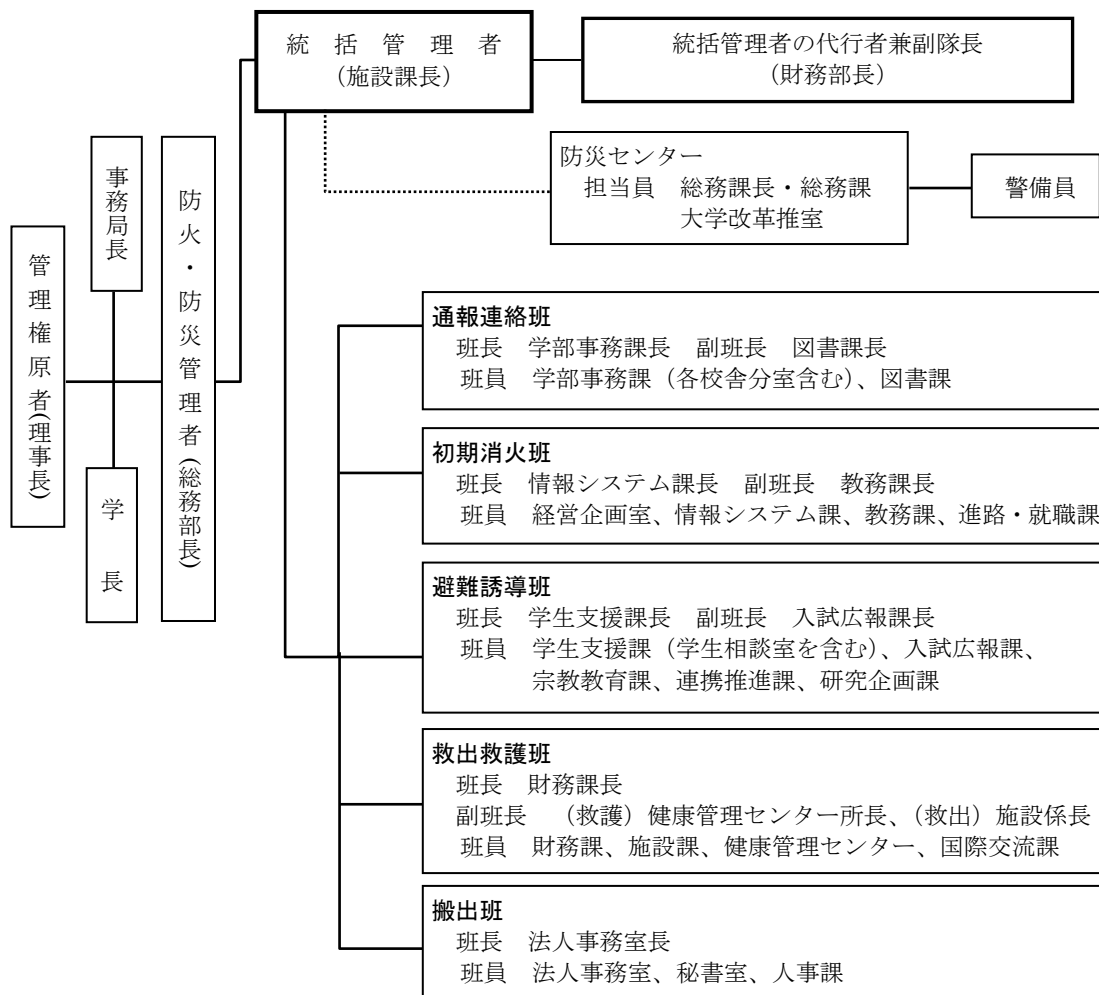 統括管理者
(施設課長)
統括管理者の代行者兼副隊長
(財務部長)
防災センター
担当員　総務課長・総務課
大学改革推室
警備員
事務局長
防火・防災管理者(総務部長)
管理権原者(理事長)
学長
通報連絡班
班長　学部事務課長　副班長　図書課長
班員　学部事務課（各校舎分室含む）、図書課
初期消火班
班長　情報システム課長　副班長　教務課長
班員　経営企画室、情報システム課、教務課、進路・就職課
避難誘導班
班長　学生支援課長　副班長　入試広報課長
班員　学生支援課（学生相談室を含む）、入試広報課、
宗教教育課、連携推進課、研究企画課
救出救護班
班長　財務課長
副班長　（救護）健康管理センター所長、（救出）施設係長
班員　財務課、施設課、健康管理センター、国際交流課
搬出班
班長　法人事務室長
班員　法人事務室、秘書室、人事課